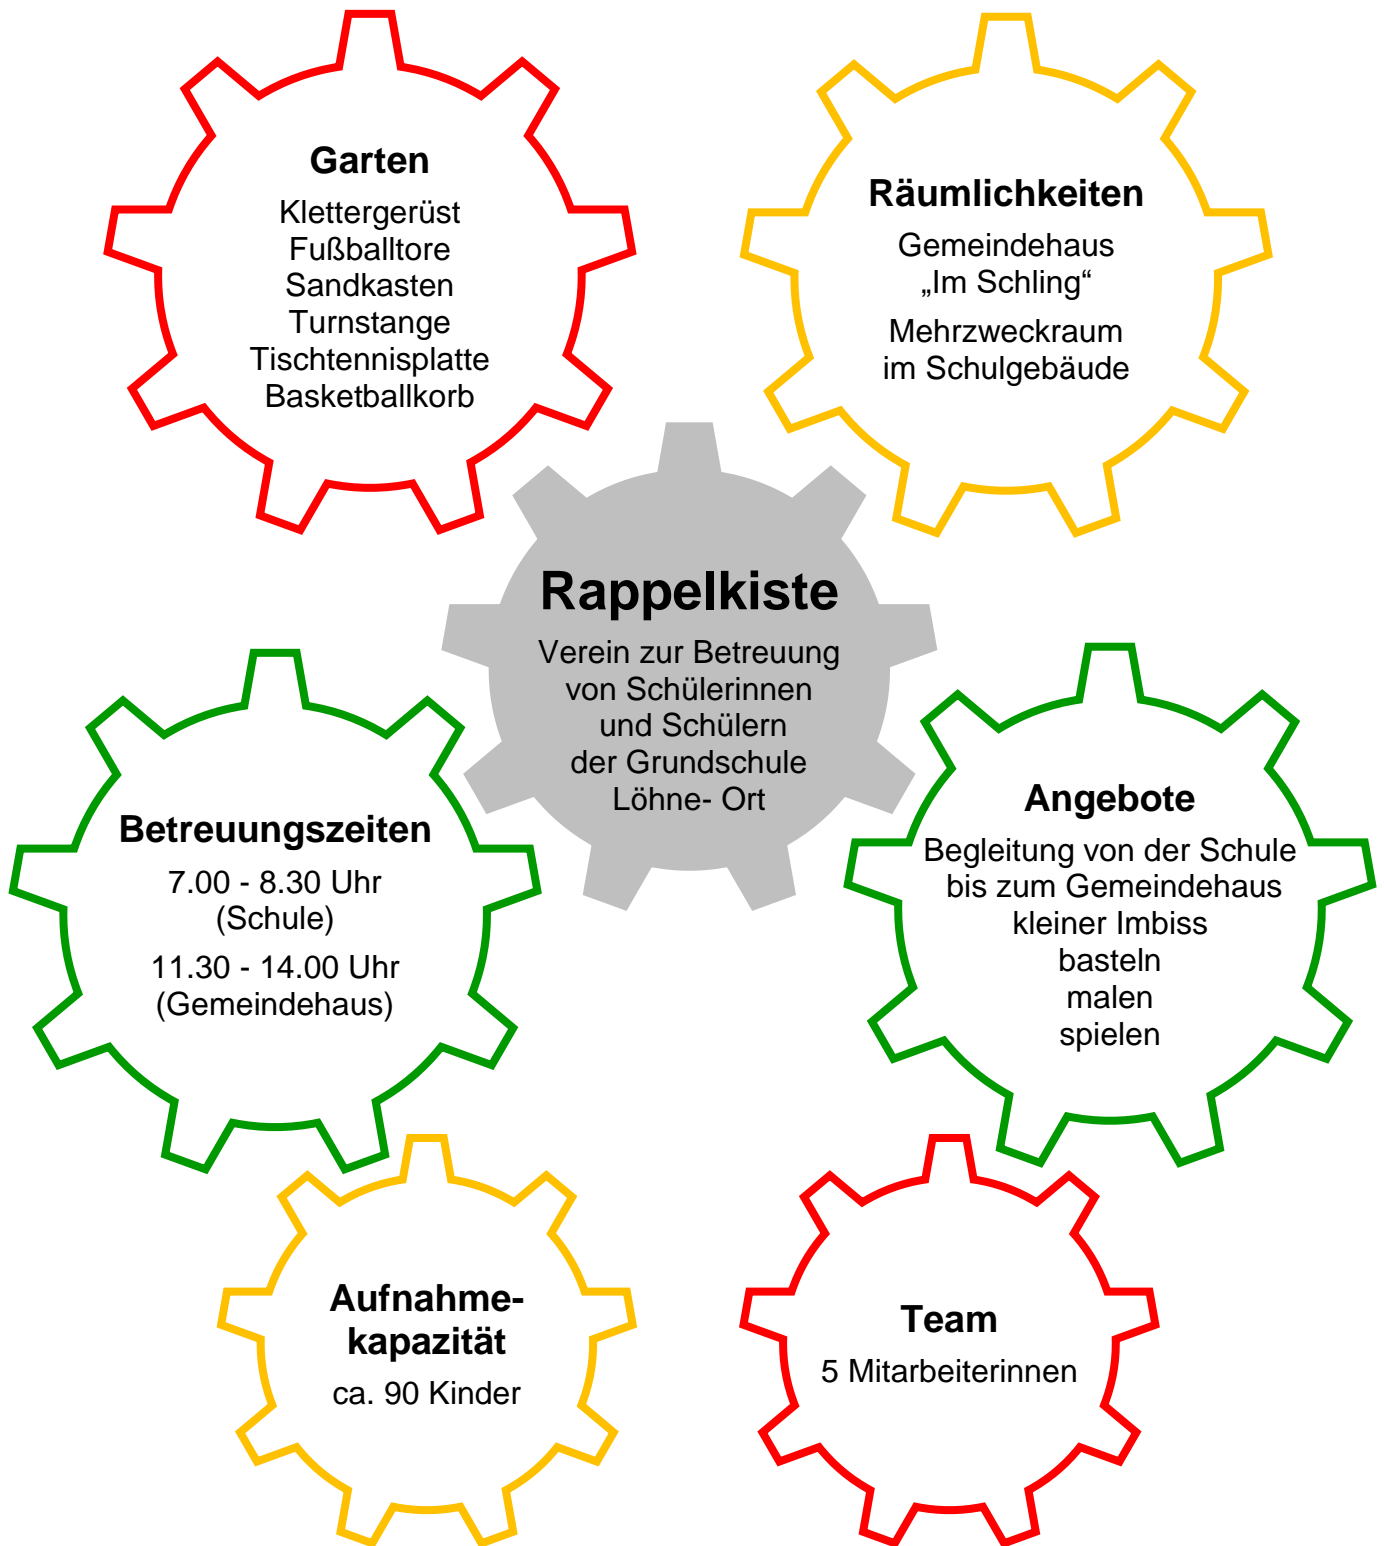 Garten
Klettergerüst
Fußballtore
Sandkasten
Turnstange
Tischtennisplatte
Basketballkorb
Räumlichkeiten
Gemeindehaus
„Im Schling“
Mehrzweckraum
im Schulgebäude
Rappelkiste
Verein zur Betreuung
von Schülerinnen
und Schülern
der Grundschule
Löhne- Ort
Betreuungszeiten
7.00 - 8.30 Uhr
(Schule)
11.30 - 14.00 Uhr
(Gemeindehaus)
Angebote
Begleitung von der Schule
bis zum Gemeindehaus
kleiner Imbiss
basteln
malen
spielen
Aufnahme-
kapazität
ca. 90 Kinder
Team
5 Mitarbeiterinnen